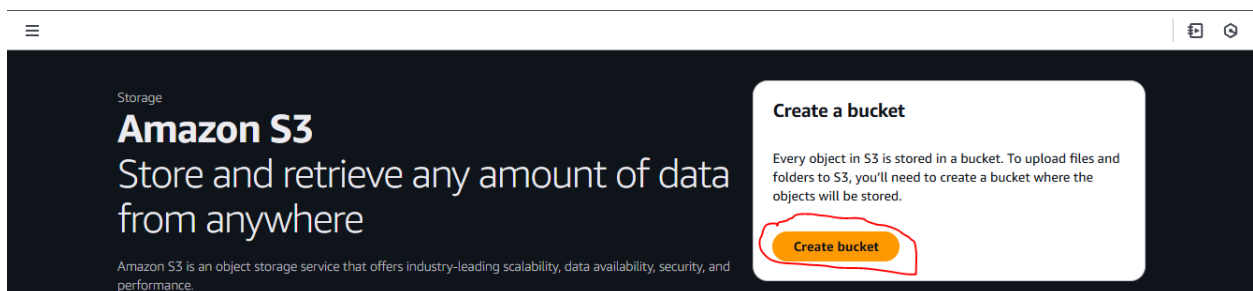 Storage
Amazon S3
Store and retrieve any amount of data
from anywhere
Amazon S3 is an object storage service that offers industry-leading scalability, data availability, security, and
performance.
Create a bucket
Every object in S3 is stored in a bucket. To upload files and
folders to S3, you'll need to create a bucket where the
objects will be stored.
Create bucket